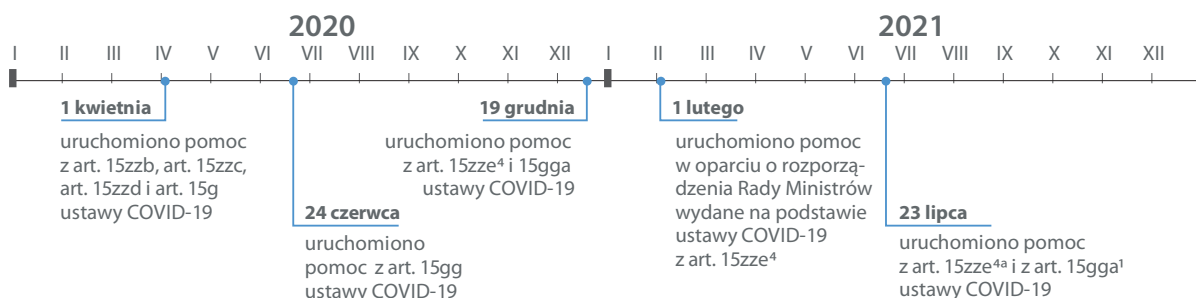 2020
2021
I II III IV V VI VII VIII IX X XI XII I II III IV V VI VII VIII IX X XI XII
1 kwietnia
uruchomiono pomoc
z art. 15zzb, art. 15zzc,
art. 15zzd i art. 15g
ustawy COVID-19
24 czerwca
uruchomiono
pomoc z art. 15gg
ustawy COVID-19
19 grudnia
uruchomiono pomoc
z art. 15zze⁴ i 15gga
ustawy COVID-19
1 lutego
uruchomiono pomoc
w oparciu o rozporzą-
dzenia Rady Ministrów
wydane na podstawie
ustawy COVID-19
z art. 15zze⁴
23 lipca
uruchomiono pomoc
z art. 15zze⁴ᵃ i z art. 15gga¹
ustawy COVID-19